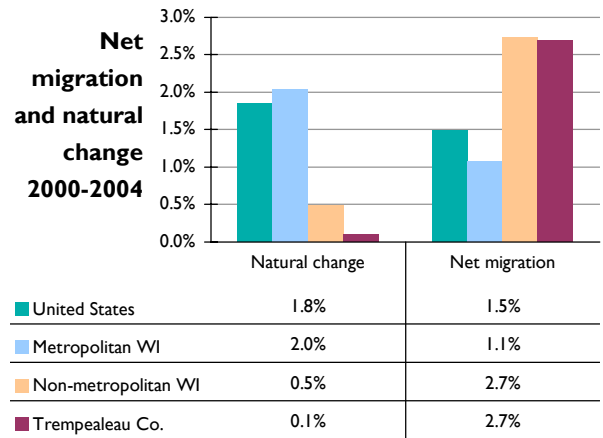 Net
migration
and natural
change
2000-2004
3.0%
2.5%
2.0%
1.5%
1.0%
0.5%
0.0%
Natural change Net migration
United States 1.8% 1.5%
Metropolitan WI 2.0% 1.1%
Non-metropolitan WI 0.5% 2.7%
Trempealeau Co. 0.1% 2.7%